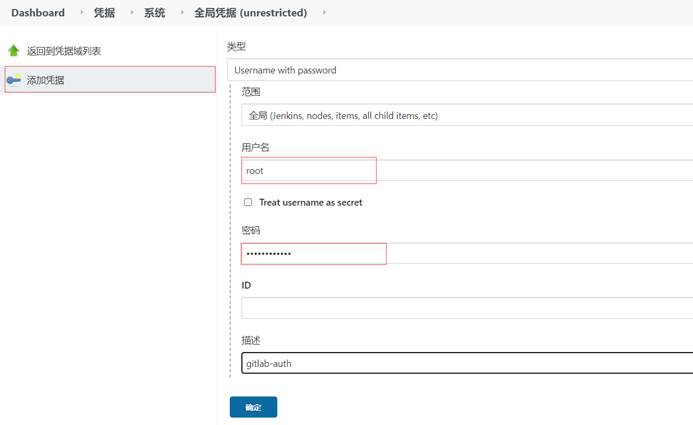 Dashboard 凭据 系统 全局凭据 (unrestricted)
返回到凭据域列表
添加凭据
类型
Username with password
范围
全局 (Jenkins, nodes, items, all child items, etc)
用户名
root
Treat username as secret
密码
••••••••••••
ID
描述
gitlab-auth
确定